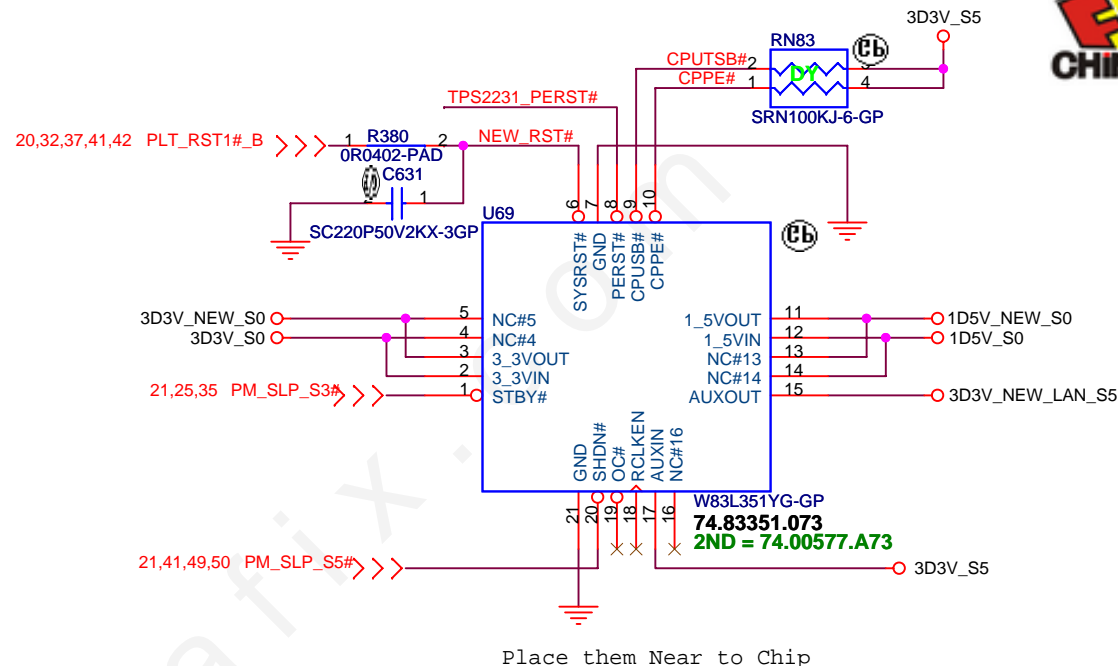 3D3V_S5
RN83
CPUTSB# 2 3
CPPE# 1 4
DY
SRN100KJ-6-GP
CHi
TPS2231_PERST#
20,32,37,41,42 PLT_RST1#_B 1 R380 2 NEW_RST#
0R0402-PAD
C631
2 1
SC220P50V2KX-3GP
U69
6 7 8 9 10
SYSRST# GND PERST# CPUSB# CPPE#
3D3V_NEW_S0 5 NC#5 1_5VOUT 11 1D5V_NEW_S0
3D3V_S0 4 NC#4 1_5VIN 12 1D5V_S0
3 3_3VOUT NC#13 13
2 3_3VIN NC#14 14
21,25,35 PM_SLP_S3# 1 STBY# AUXOUT 15 3D3V_NEW_LAN_S5
GND SHDN# OC# RCLKEN AUXIN NC#16
21 20 19 18 17 16
W83L351YG-GP
74.83351.073
2ND = 74.00577.A73
21,41,49,50 PM_SLP_S5# 3D3V_S5
afix.om
Place them Near to Chip